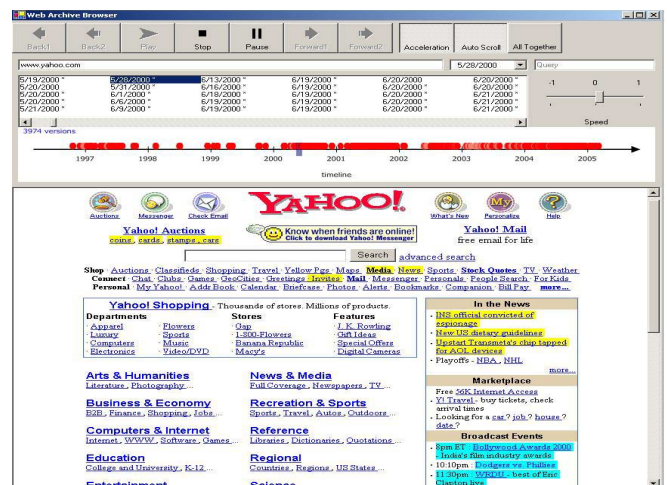 Web Archive Browser
Back1 Back2 Play Stop Pause Forward1 Forward2 Acceleration Auto Scroll All Together
www.yahoo.com 5/28/2000 Query
5/19/2000 * 5/28/2000 * 6/13/2000 * 6/19/2000 * 6/20/2000 6/20/2000 *
5/20/2000 5/31/2000 * 6/16/2000 * 6/19/2000 * 6/20/2000 6/20/2000 *
5/20/2000 * 6/1/2000 * 6/18/2000 * 6/19/2000 * 6/20/2000 * 6/21/2000 *
5/20/2000 * 6/6/2000 * 6/19/2000 * 6/19/2000 * 6/20/2000 * 6/21/2000 *
5/21/2000 * 6/9/2000 * 6/19/2000 * 6/19/2000 * 6/20/2000 * 6/21/2000 *
-1 0 1
Speed
3974 versions
1997 1998 1999 2000 2001 2002 2003 2004 2005
timeline
YAHOO!
Auctions Messenger Check Email What's New Personalize Help
Yahoo! Auctions
coins, cards, stamps, cars
Know when friends are online!
Click to download Yahoo! Messenger
Yahoo! Mail
free email for life
Search advanced search
Shop · Auctions · Classifieds · Shopping · Travel · Yellow Pgs · Maps · Media · News · Sports · Stock Quotes · TV · Weather
Connect · Chat · Clubs · Games · GeoCities · Greetings · Invites · Mail · Messenger · Personals · People Search · For Kids
Personal · My Yahoo! · Addr Book · Calendar · Briefcase · Photos · Alerts · Bookmarks · Companion · Bill Pay · more...
Yahoo! Shopping - Thousands of stores. Millions of products.
Departments Stores Features
· Apparel · Flowers · Gap · J. K. Rowling
· Luxury · Sports · 1-800-Flowers · Gift Ideas
· Computers · Music · Banana Republic · Special Offers
· Electronics · Video/DVD · Macy's · Digital Cameras
Arts & Humanities
Literature, Photography...
News & Media
Full Coverage, Newspapers, TV...
Business & Economy
B2B, Finance, Shopping, Jobs...
Recreation & Sports
Sports, Travel, Autos, Outdoors...
Computers & Internet
Internet, WWW, Software, Games...
Reference
Libraries, Dictionaries, Quotations...
Education
College and University, K-12...
Regional
Countries, Regions, US States...
Entertainment
Science
In the News
· INS official convicted of
espionage
· New US dietary guidelines
· Upstart Transmeta's chip tapped
for AOL devices
· Playoffs - NBA, NHL
more...
Marketplace
· Free 56K Internet Access
· Y! Travel - buy tickets, check
arrival times
· Looking for a car? job? house?
date?
Broadcast Events
· 8pm ET : Bollywood Awards 2000
- India's film industry awards
· 10:10pm : Dodgers vs. Phillies
· 11:30pm : WRDU - best of Eric
Clapton live